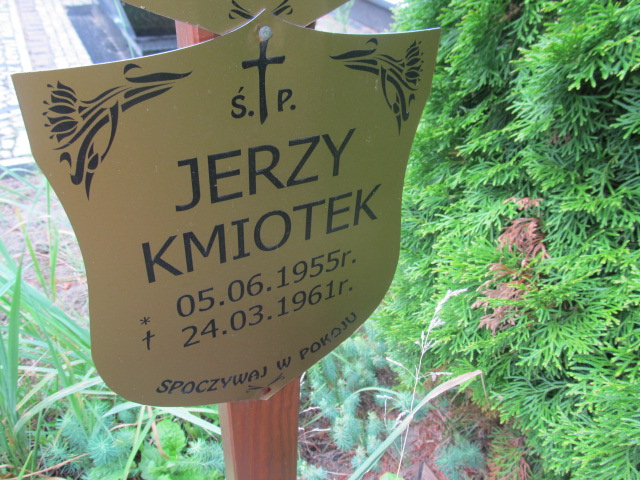 Ś. P.
JERZY
KMIOTEK
* 05.06.1955r.
† 24.03.1961r.
SPOCZYWAJ W POKOJU